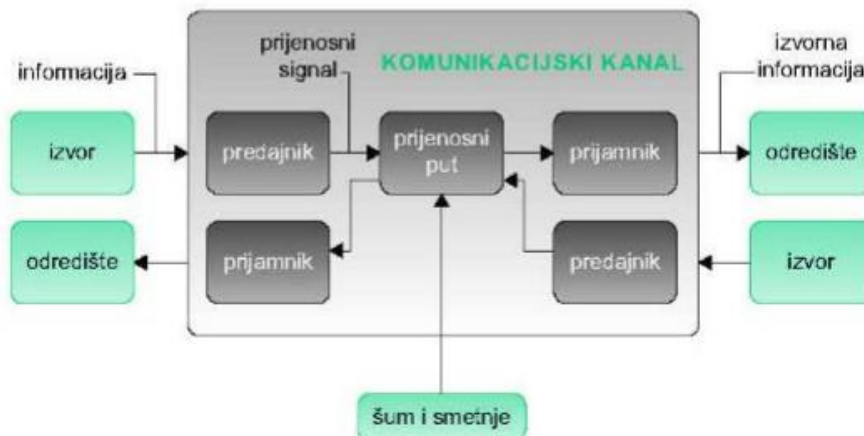 informacija
prijenosni
signal
KOMUNIKACIJSKI KANAL
izvorna
informacija
izvor
predajnik
prijenosni
put
prijamnik
odredište
odredište
prijamnik
predajnik
izvor
šum i smetnje